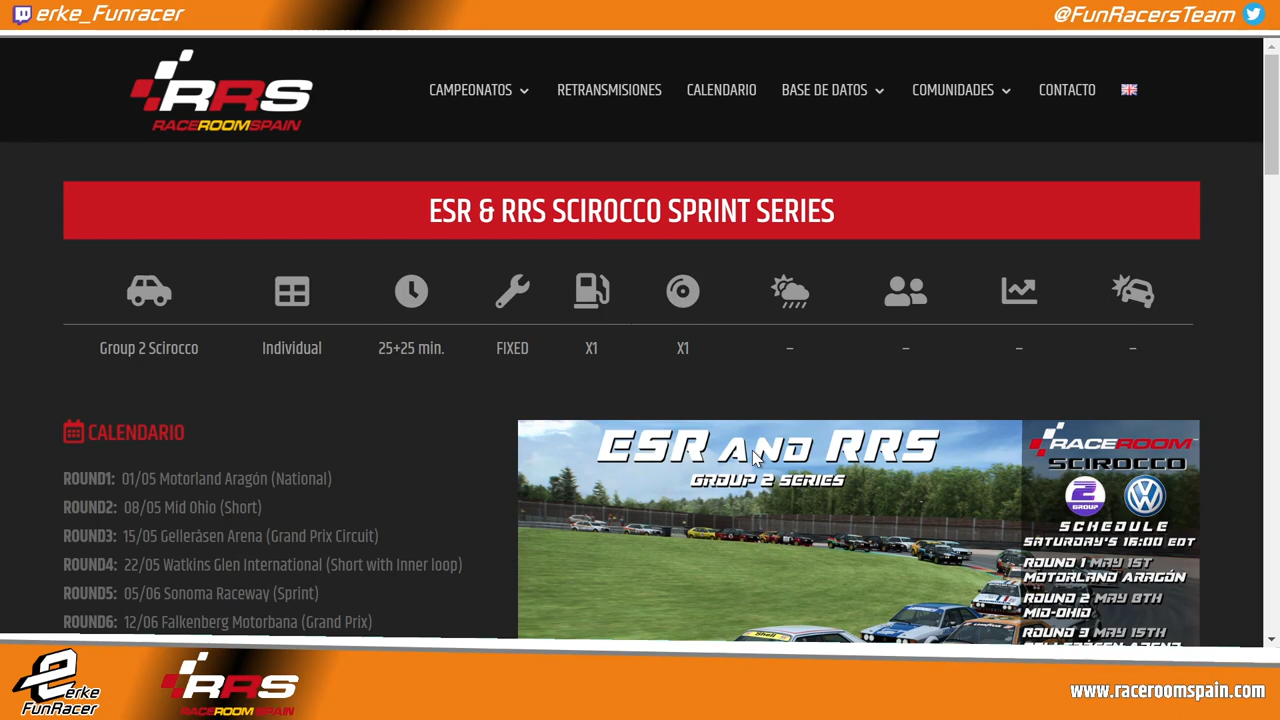 erke_Funracer
@FunRacersTeam
RRS
RACEROOMSPAIN
CAMPEONATOS
RETRANSMISIONES
CALENDARIO
BASE DE DATOS
COMUNIDADES
CONTACTO
ESR & RRS SCIROCCO SPRINT SERIES
Group 2 Scirocco
Individual
25+25 min.
FIXED
X1
X1
–
–
–
–
CALENDARIO
ROUND1: 01/05 Motorland Aragón (National)
ROUND2: 08/05 Mid Ohio (Short)
ROUND3: 15/05 Gelleråsen Arena (Grand Prix Circuit)
ROUND4: 22/05 Watkins Glen International (Short with Inner loop)
ROUND5: 05/06 Sonoma Raceway (Sprint)
ROUND6: 12/06 Falkenberg Motorbana (Grand Prix)
ESR AND RRS
GROUP 2 SERIES
RACEROOM
SCIROCCO
2
GROUP
SCHEDULE
SATURDAY'S 16:00 EDT
ROUND 1 MAY 1ST
MOTORLAND ARAGÓN
ROUND 2 MAY 8TH
MID-OHIO
ROUND 3 MAY 15TH
Shell
erke
FunRacer
RRS
RACEROOMSPAIN
www.raceroomspain.com